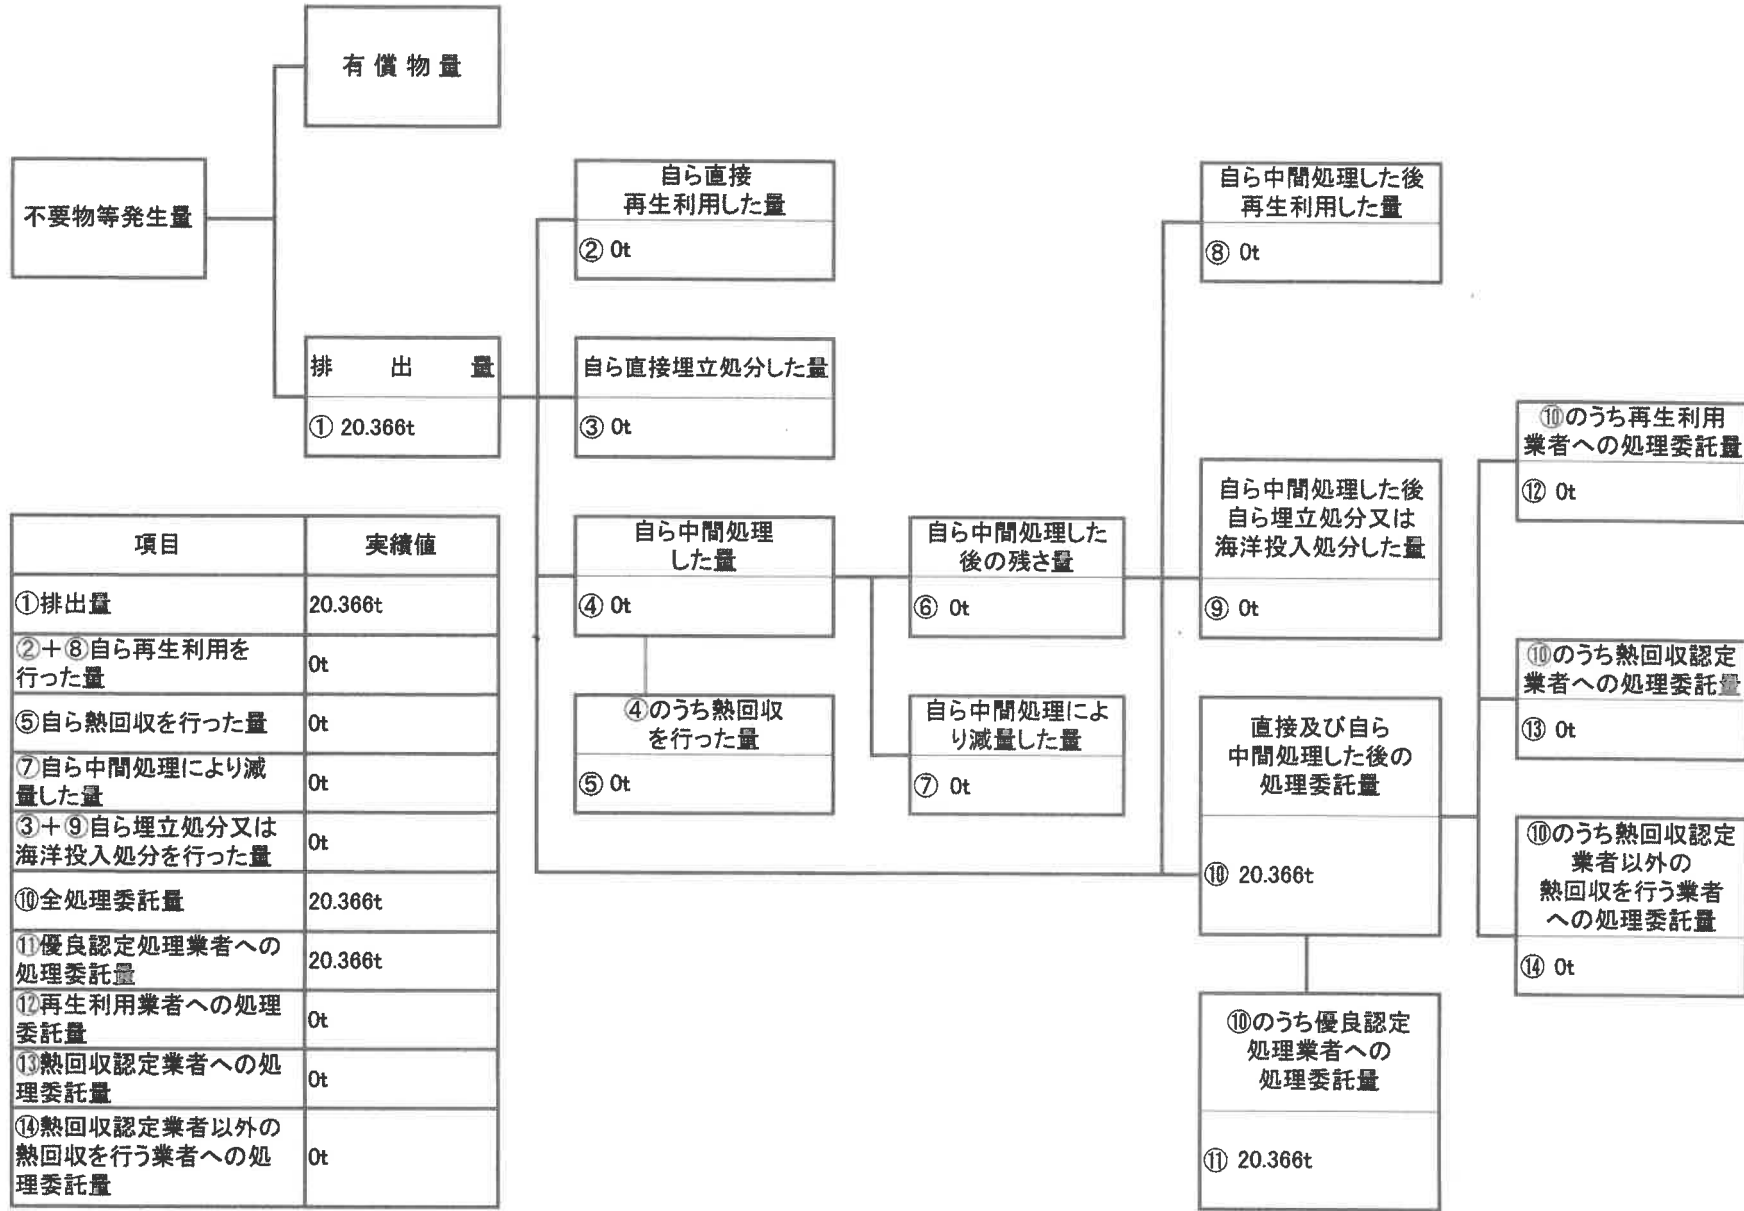 有 償 物 量
不要物等発生量
排 出 量
① 20.366t
自ら直接
再生利用した量
② 0t
自ら直接埋立処分した量
③ 0t
自ら中間処理
した量
④ 0t
④のうち熱回収
を行った量
⑤ 0t
自ら中間処理した
後の残さ量
⑥ 0t
自ら中間処理によ
り減量した量
⑦ 0t
自ら中間処理した後
再生利用した量
⑧ 0t
自ら中間処理した後
自ら埋立処分又は
海洋投入処分した量
⑨ 0t
直接及び自ら
中間処理した後の
処理委託量
⑩ 20.366t
⑩のうち優良認定
処理業者への
処理委託量
⑪ 20.366t
⑩のうち再生利用
業者への処理委託量
⑫ 0t
⑩のうち熱回収認定
業者への処理委託量
⑬ 0t
⑩のうち熱回収認定
業者以外の
熱回収を行う業者
への処理委託量
⑭ 0t
項目 実績値
①排出量 20.366t
②＋⑧自ら再生利用を
行った量 0t
⑤自ら熱回収を行った量 0t
⑦自ら中間処理により減
量した量 0t
③＋⑨自ら埋立処分又は
海洋投入処分を行った量 0t
⑩全処理委託量 20.366t
⑪優良認定処理業者への
処理委託量 20.366t
⑫再生利用業者への処理
委託量 0t
⑬熱回収認定業者への処
理委託量 0t
⑭熱回収認定業者以外の
熱回収を行う業者への処
理委託量 0t